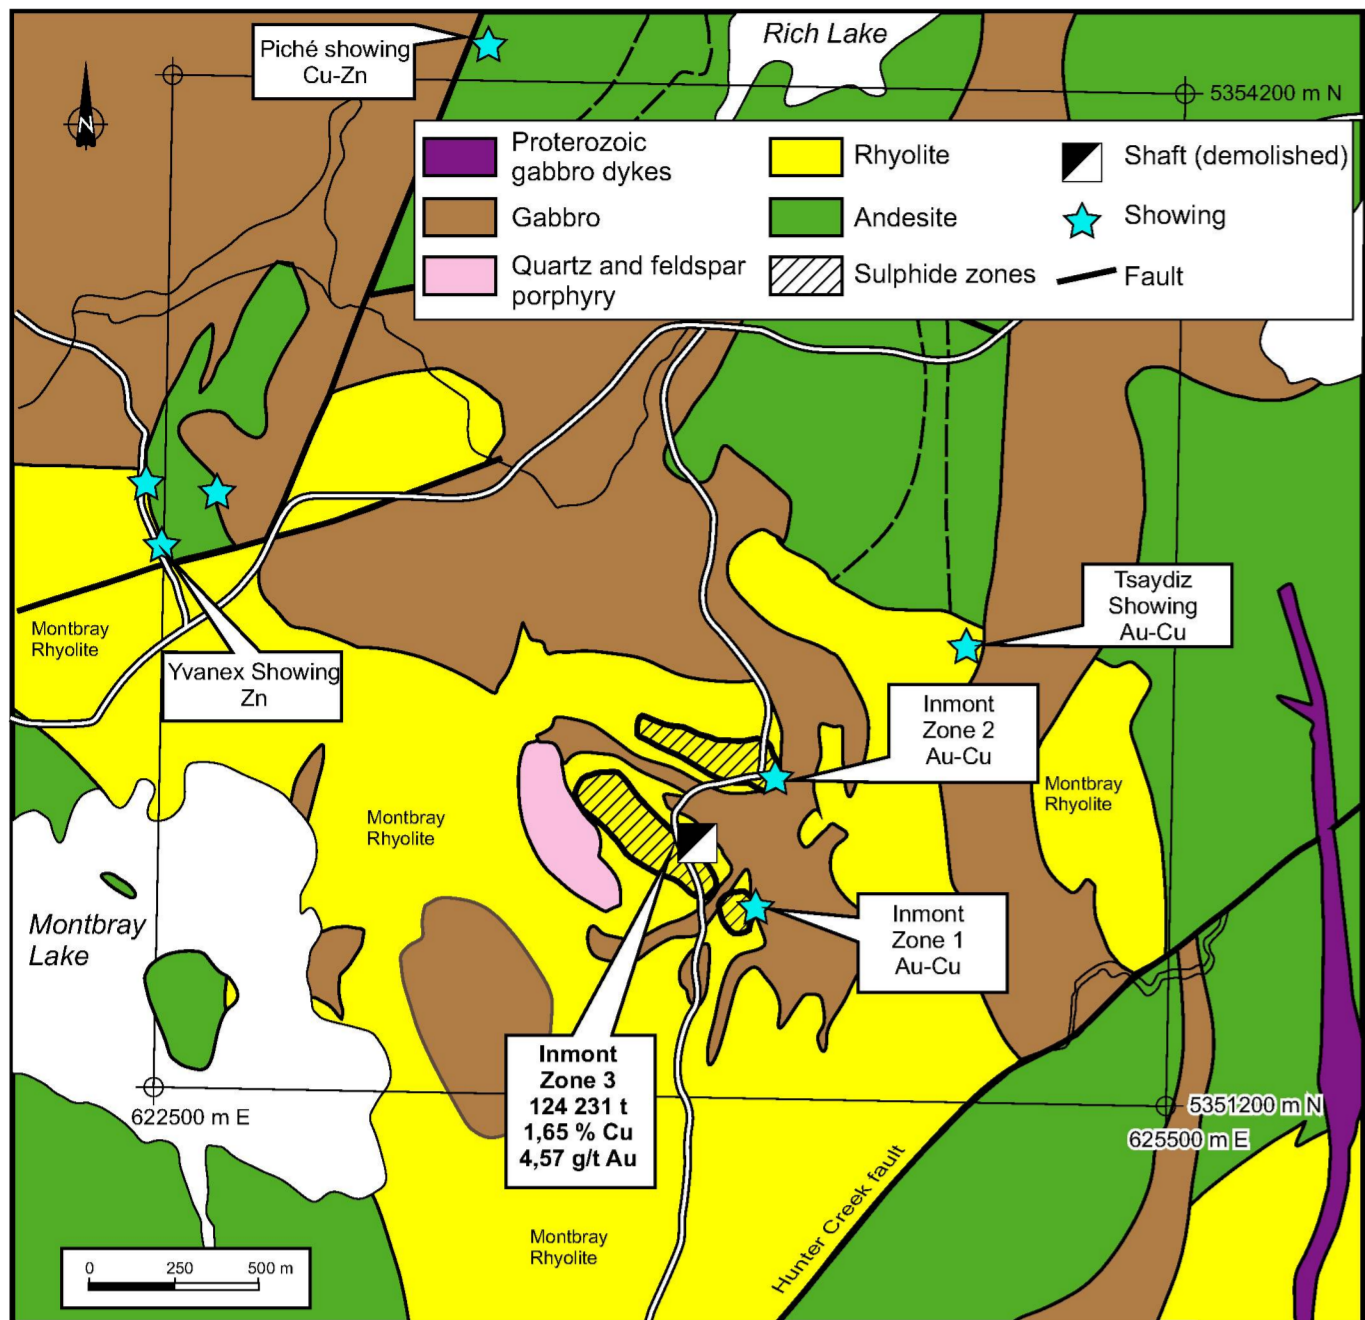 Piché showing
Cu-Zn
Rich Lake
N
5354200 m N
Proterozoic
gabbro dykes
Gabbro
Quartz and feldspar
porphyry
Rhyolite
Andesite
Sulphide zones
Shaft (demolished)
Showing
Fault
Tsaydiz
Showing
Au-Cu
Montbray
Rhyolite
Yvanex Showing
Zn
Inmont
Zone 2
Au-Cu
Montbray
Rhyolite
Montbray
Rhyolite
Montbray
Lake
Inmont
Zone 1
Au-Cu
Inmont
Zone 3
124 231 t
1,65 % Cu
4,57 g/t Au
622500 m E
5351200 m N
625500 m E
Hunter Creek fault
Montbray
Rhyolite
0 250 500 m